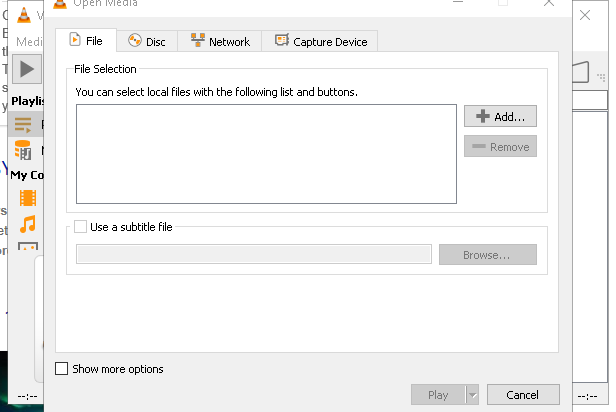 Open Media
Medi
File
Disc
Network
Capture Device
File Selection
You can select local files with the following list and buttons.
Add...
Remove
Playlis
My Co
Use a subtitle file
Browse...
Show more options
Play
Cancel
--:--
--:--